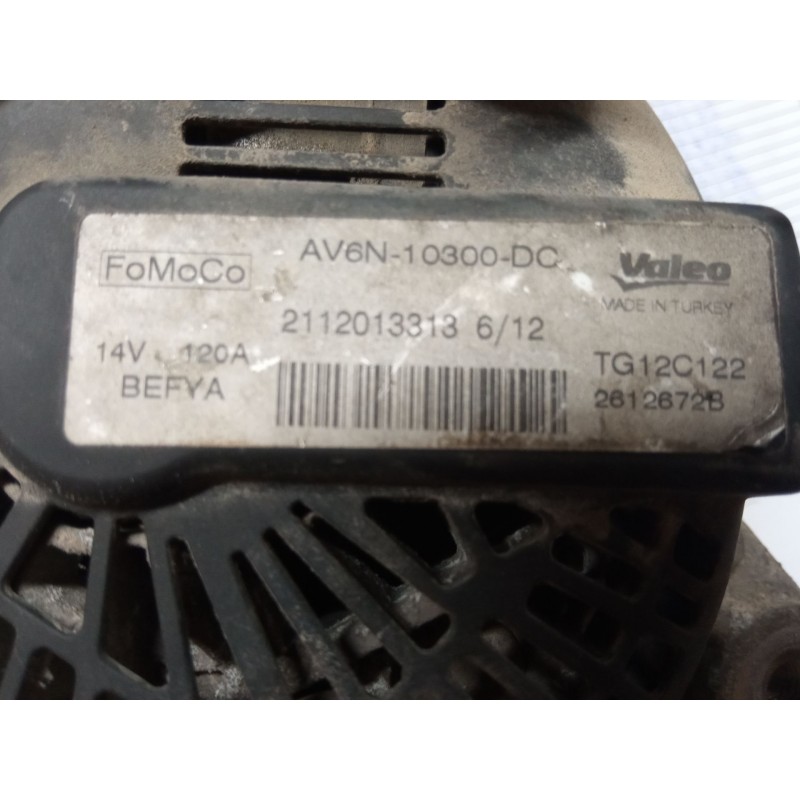 FoMoCo AV6N-10300-DC Valeo
MADE IN TURKEY
2112013313 6/12
14V 120A TG12C122
BEFYA 2612672B